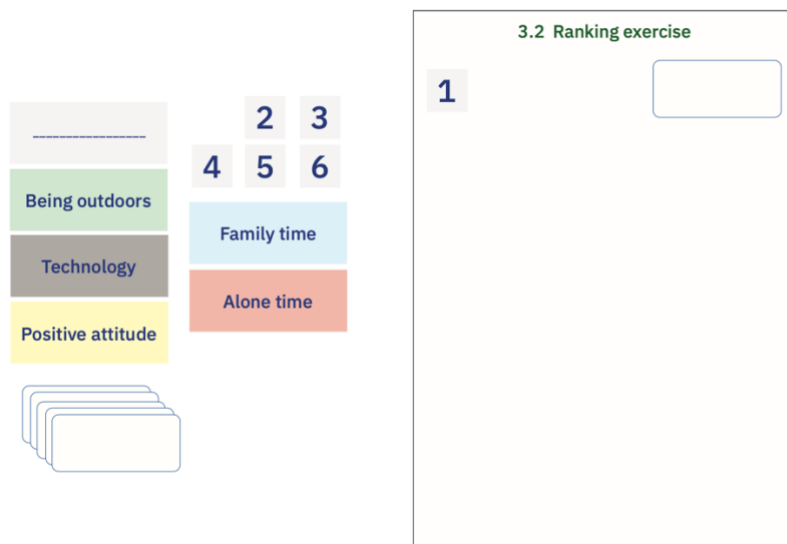 3.2 Ranking exercise
1
_________________
2 3
4 5 6
Being outdoors
Family time
Technology
Alone time
Positive attitude